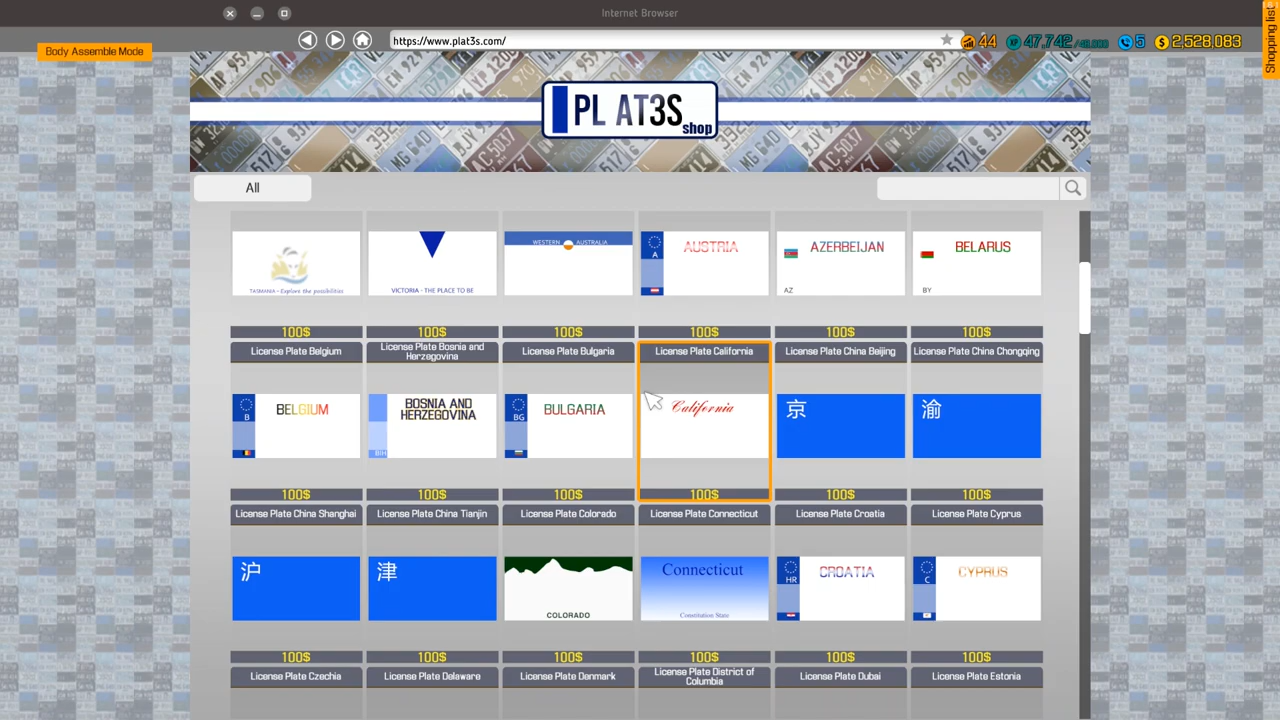 Internet Browser
Shopping list
https://www.plat3s.com/
44
47,742/48,000
5
2,528,083
Body Assemble Mode
PL AT3S
shop
All
TASMANIA - Explore the possibilities
VICTORIA - THE PLACE TO BE
WESTERN AUSTRALIA
A
AUSTRIA
AZERBEIJAN
AZ
BELARUS
BY
100$ 100$ 100$ 100$ 100$ 100$
License Plate Belgium
License Plate Bosnia and
Herzegovina
License Plate Bulgaria
License Plate California
License Plate China Beijing
License Plate China Chongqing
B
BELGIUM
BOSNIA AND
HERZEGOVINA
BIH
BG
BULGARIA
California
京
渝
100$ 100$ 100$ 100$ 100$ 100$
License Plate China Shanghai
License Plate China Tianjin
License Plate Colorado
License Plate Connecticut
License Plate Croatia
License Plate Cyprus
沪
津
COLORADO
Connecticut
Constitution State
HR
CROATIA
C
CYPRUS
100$ 100$ 100$ 100$ 100$ 100$
License Plate Czechia
License Plate Delaware
License Plate Denmark
License Plate District of
Columbia
License Plate Dubai
License Plate Estonia